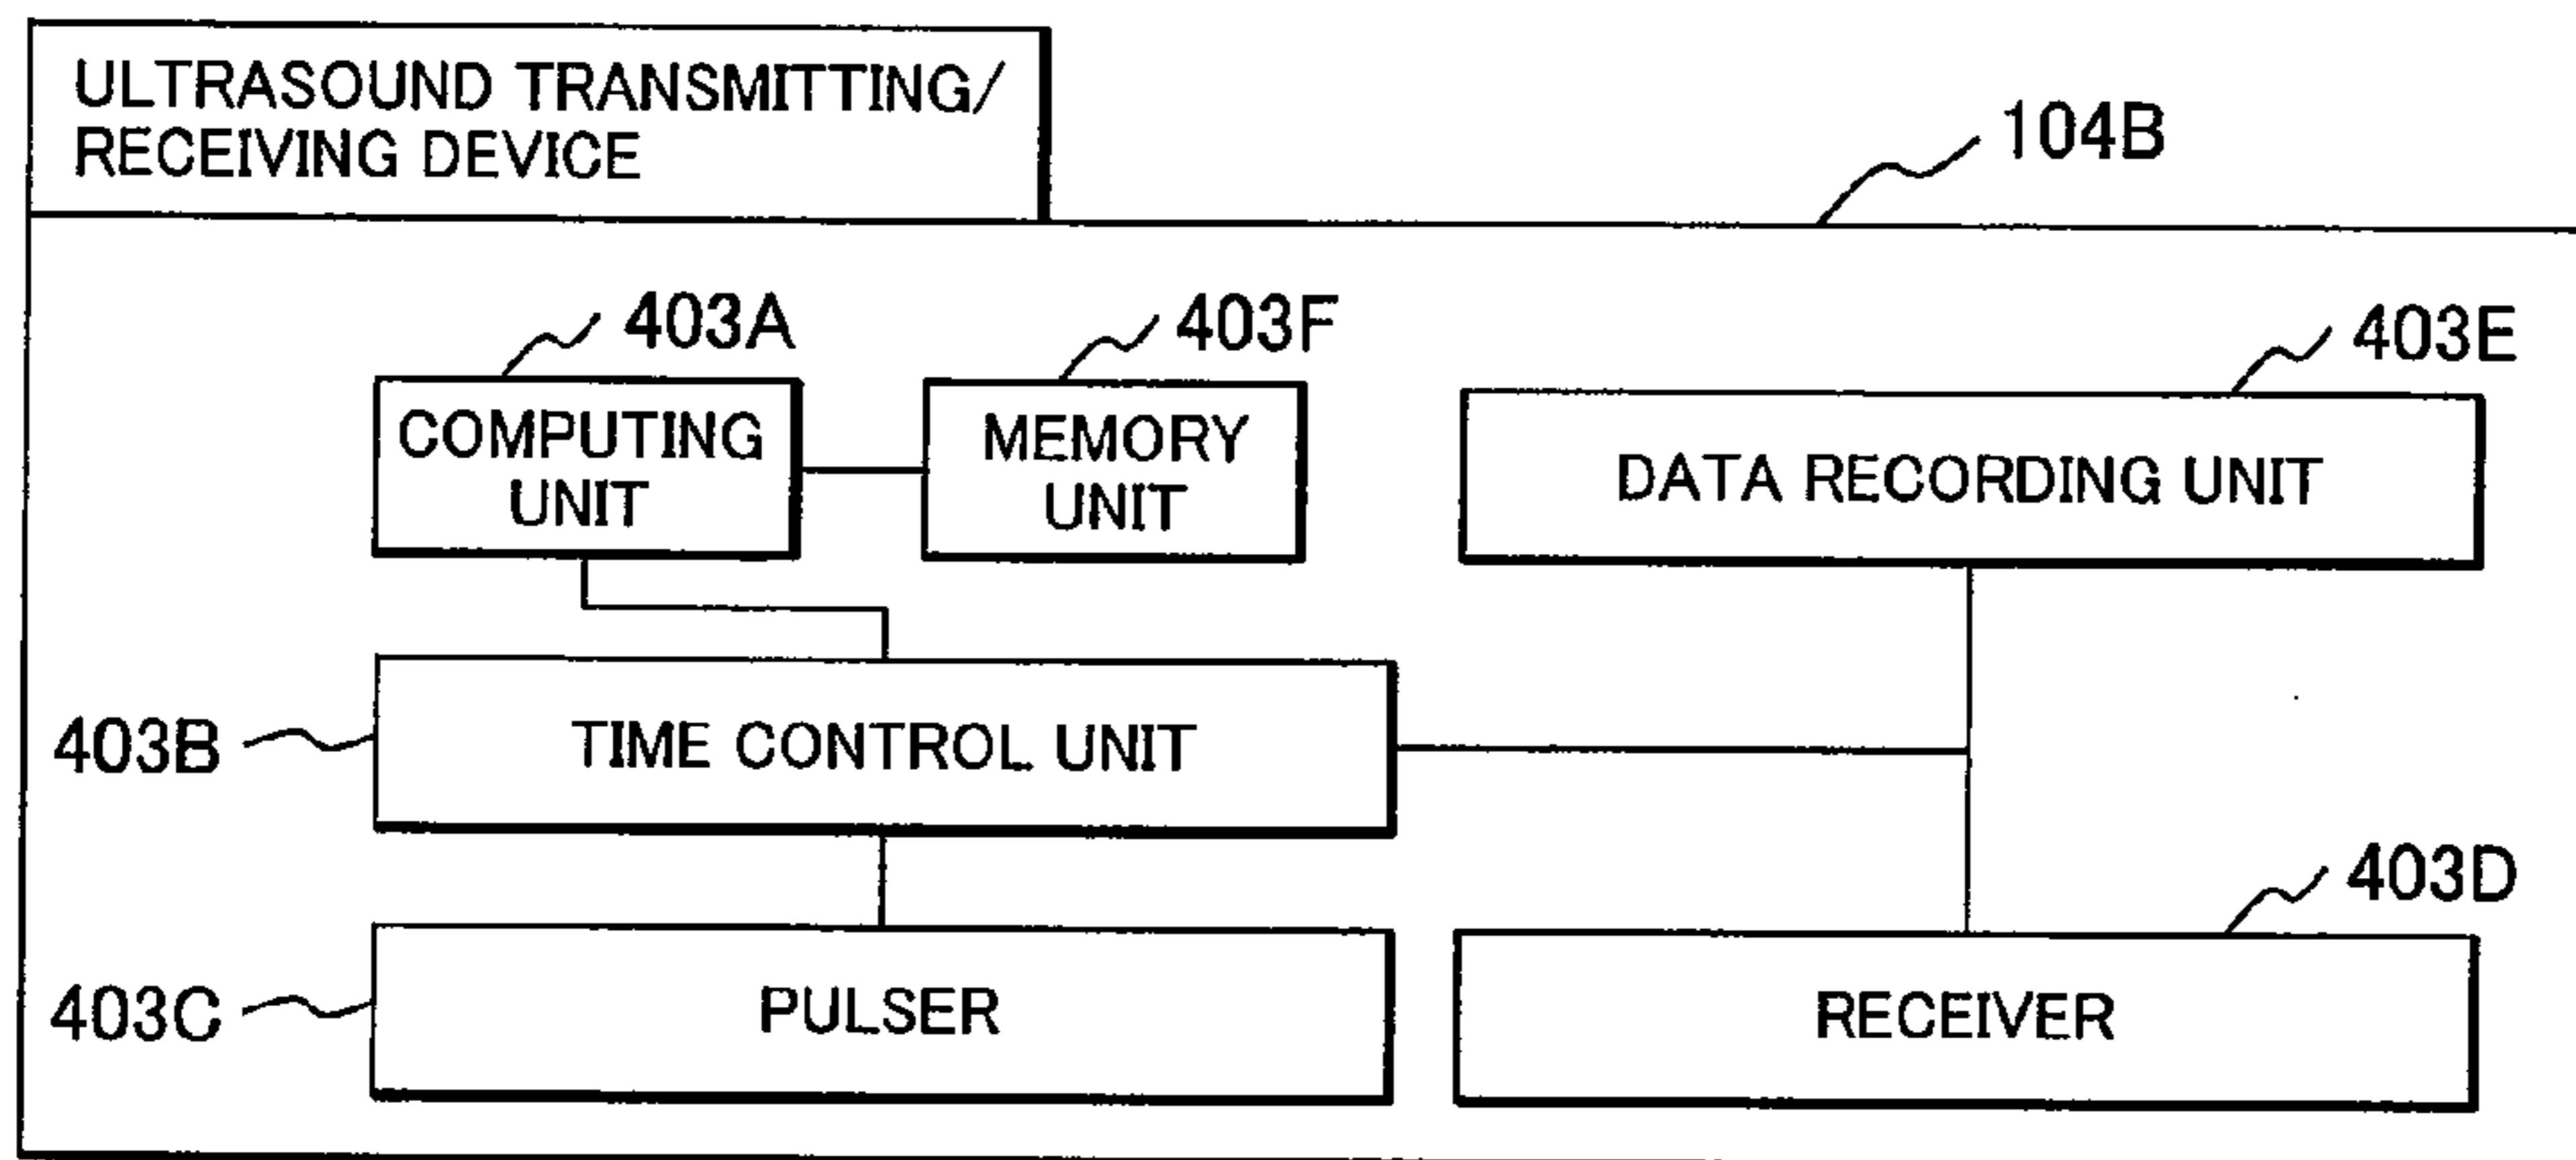 ULTRASOUND TRANSMITTING/
RECEIVING DEVICE
104B
403A
403F
403E
COMPUTING
UNIT
MEMORY
UNIT
DATA RECORDING UNIT
403B
TIME CONTROL UNIT
403D
403C
PULSER
RECEIVER